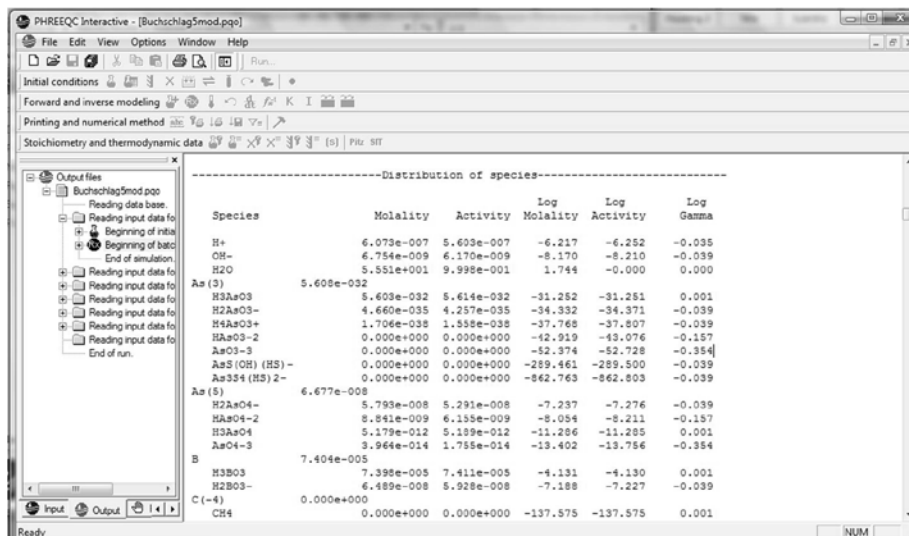 PHREEQC Interactive - [Buchschlag5mod.pqo]
File Edit View Options Window Help
Run...
Initial conditions
Forward and inverse modeling
Printing and numerical method
Stoichiometry and thermodynamic data
Output files
Buchschlag5mod.pqo
Reading data base.
Reading input data fo
Beginning of initia
Beginning of batc
End of simulation.
Reading input data fo
Reading input data fo
Reading input data fo
Reading input data fo
Reading input data fo
Reading input data fo
End of run.
Input Output
----------------------------Distribution of species----------------------------
Log Log Log
Species Molality Activity Molality Activity Gamma
H+ 6.073e-007 5.603e-007 -6.217 -6.252 -0.035
OH- 6.754e-009 6.170e-009 -8.170 -8.210 -0.039
H2O 5.551e+001 9.998e-001 1.744 -0.000 0.000
As(3) 5.608e-032
H3AsO3 5.603e-032 5.614e-032 -31.252 -31.251 0.001
H2AsO3- 4.660e-035 4.257e-035 -34.332 -34.371 -0.039
H4AsO3+ 1.706e-038 1.558e-038 -37.768 -37.807 -0.039
HAsO3-2 0.000e+000 0.000e+000 -42.919 -43.076 -0.157
AsO3-3 0.000e+000 0.000e+000 -52.374 -52.728 -0.354
AsS(OH)(HS)- 0.000e+000 0.000e+000 -289.461 -289.500 -0.039
As3S4(HS)2- 0.000e+000 0.000e+000 -862.763 -862.803 -0.039
As(5) 6.677e-008
H2AsO4- 5.793e-008 5.291e-008 -7.237 -7.276 -0.039
HAsO4-2 8.841e-009 6.155e-009 -8.054 -8.211 -0.157
H3AsO4 5.179e-012 5.189e-012 -11.286 -11.285 0.001
AsO4-3 3.964e-014 1.755e-014 -13.402 -13.756 -0.354
B 7.404e-005
H3BO3 7.398e-005 7.411e-005 -4.131 -4.130 0.001
H2BO3- 6.489e-008 5.928e-008 -7.188 -7.227 -0.039
C(-4) 0.000e+000
CH4 0.000e+000 0.000e+000 -137.575 -137.575 0.001
Ready NUM